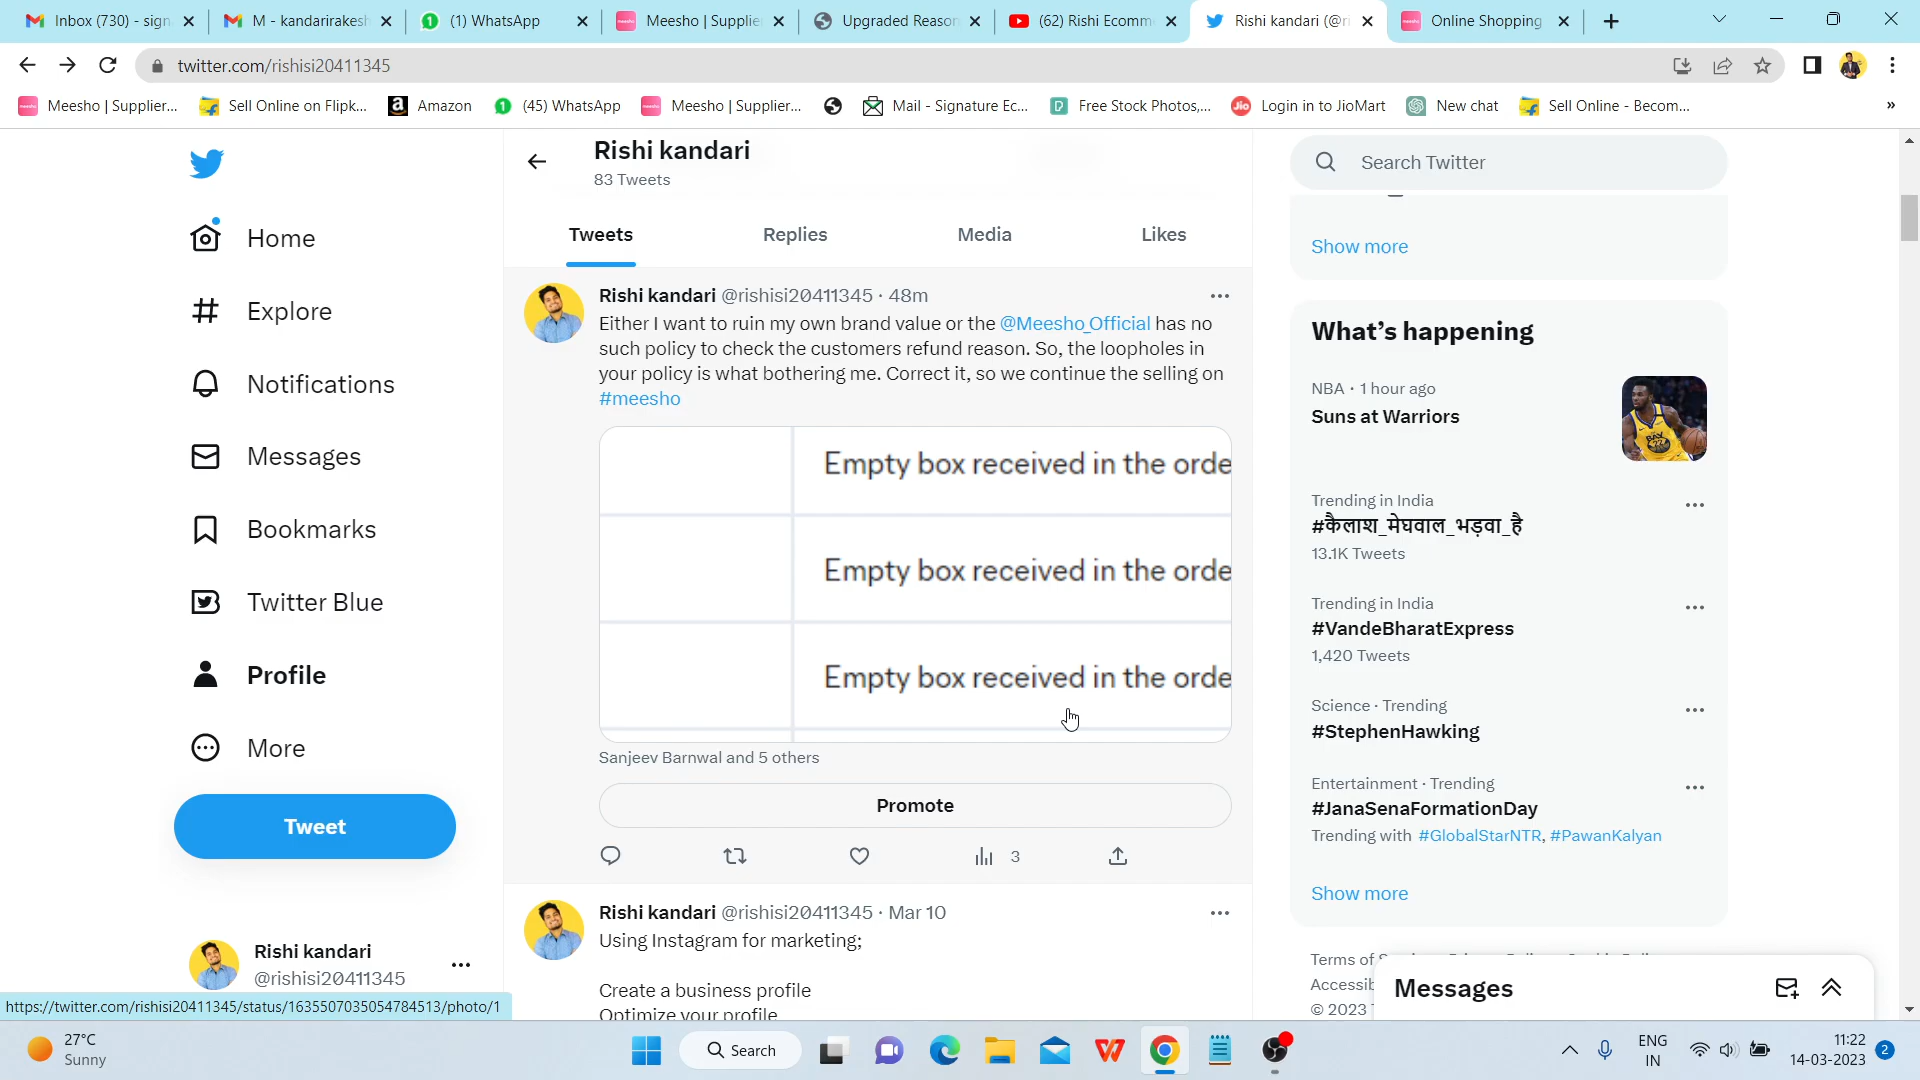 Inbox (730) - sign
M - kandarirakesh
(1) WhatsApp
Meesho | Supplie
Upgraded Reason
(62) Rishi Ecomm
Rishi kandari (@ri
Online Shopping
twitter.com/rishisi20411345
Meesho | Supplier...
Sell Online on Flipk...
Amazon
(45) WhatsApp
Meesho | Supplier...
Mail - Signature Ec...
Free Stock Photos,...
Login in to JioMart
New chat
Sell Online - Becom...
Home
Explore
Notifications
Messages
Bookmarks
Twitter Blue
Profile
More
Tweet
Rishi kandari
@rishisi20411345
https://twitter.com/rishisi20411345/status/1635507035054784513/photo/1
Rishi kandari
83 Tweets
Tweets
Replies
Media
Likes
Rishi kandari @rishisi20411345 · 48m
Either I want to ruin my own brand value or the @Meesho_Official has no
such policy to check the customers refund reason. So, the loopholes in
your policy is what bothering me. Correct it, so we continue the selling on
#meesho
Empty box received in the orde
Empty box received in the orde
Empty box received in the orde
Sanjeev Barnwal and 5 others
Promote
3
Rishi kandari @rishisi20411345 · Mar 10
Using Instagram for marketing;
Create a business profile
Optimize your profile
Search Twitter
Show more
What's happening
NBA · 1 hour ago
Suns at Warriors
Trending in India
#कैलाश_मेघवाल_भड़वा_है
13.1K Tweets
Trending in India
#VandeBharatExpress
1,420 Tweets
Science · Trending
#StephenHawking
Entertainment · Trending
#JanaSenaFormationDay
Trending with #GlobalStarNTR, #PawanKalyan
Show more
Terms of
Accessib
© 2023
Messages
27°C
Sunny
Search
ENG
IN
11:22
14-03-2023
2